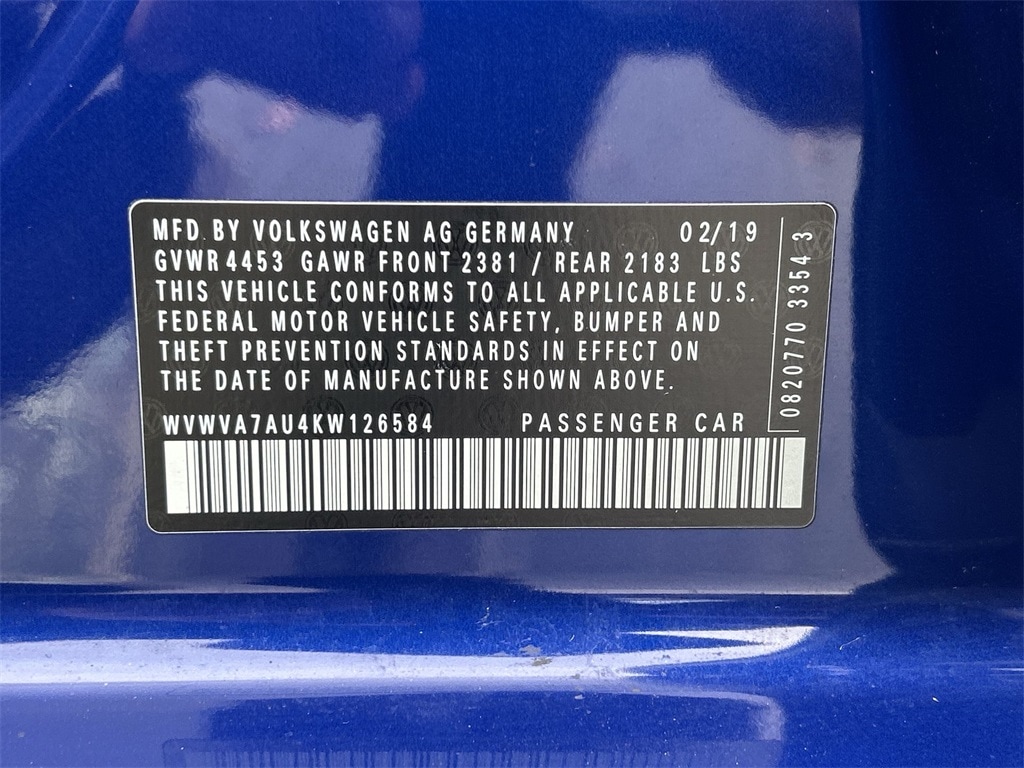 MFD BY VOLKSWAGEN AG GERMANY 02/19
GVWR 4453 GAWR FRONT 2381 / REAR 2183 LBS
THIS VEHICLE CONFORMS TO ALL APPLICABLE U.S.
FEDERAL MOTOR VEHICLE SAFETY, BUMPER AND
THEFT PREVENTION STANDARDS IN EFFECT ON
THE DATE OF MANUFACTURE SHOWN ABOVE.
WVWVA7AU4KW126584 PASSENGER CAR
0820770 3354 3